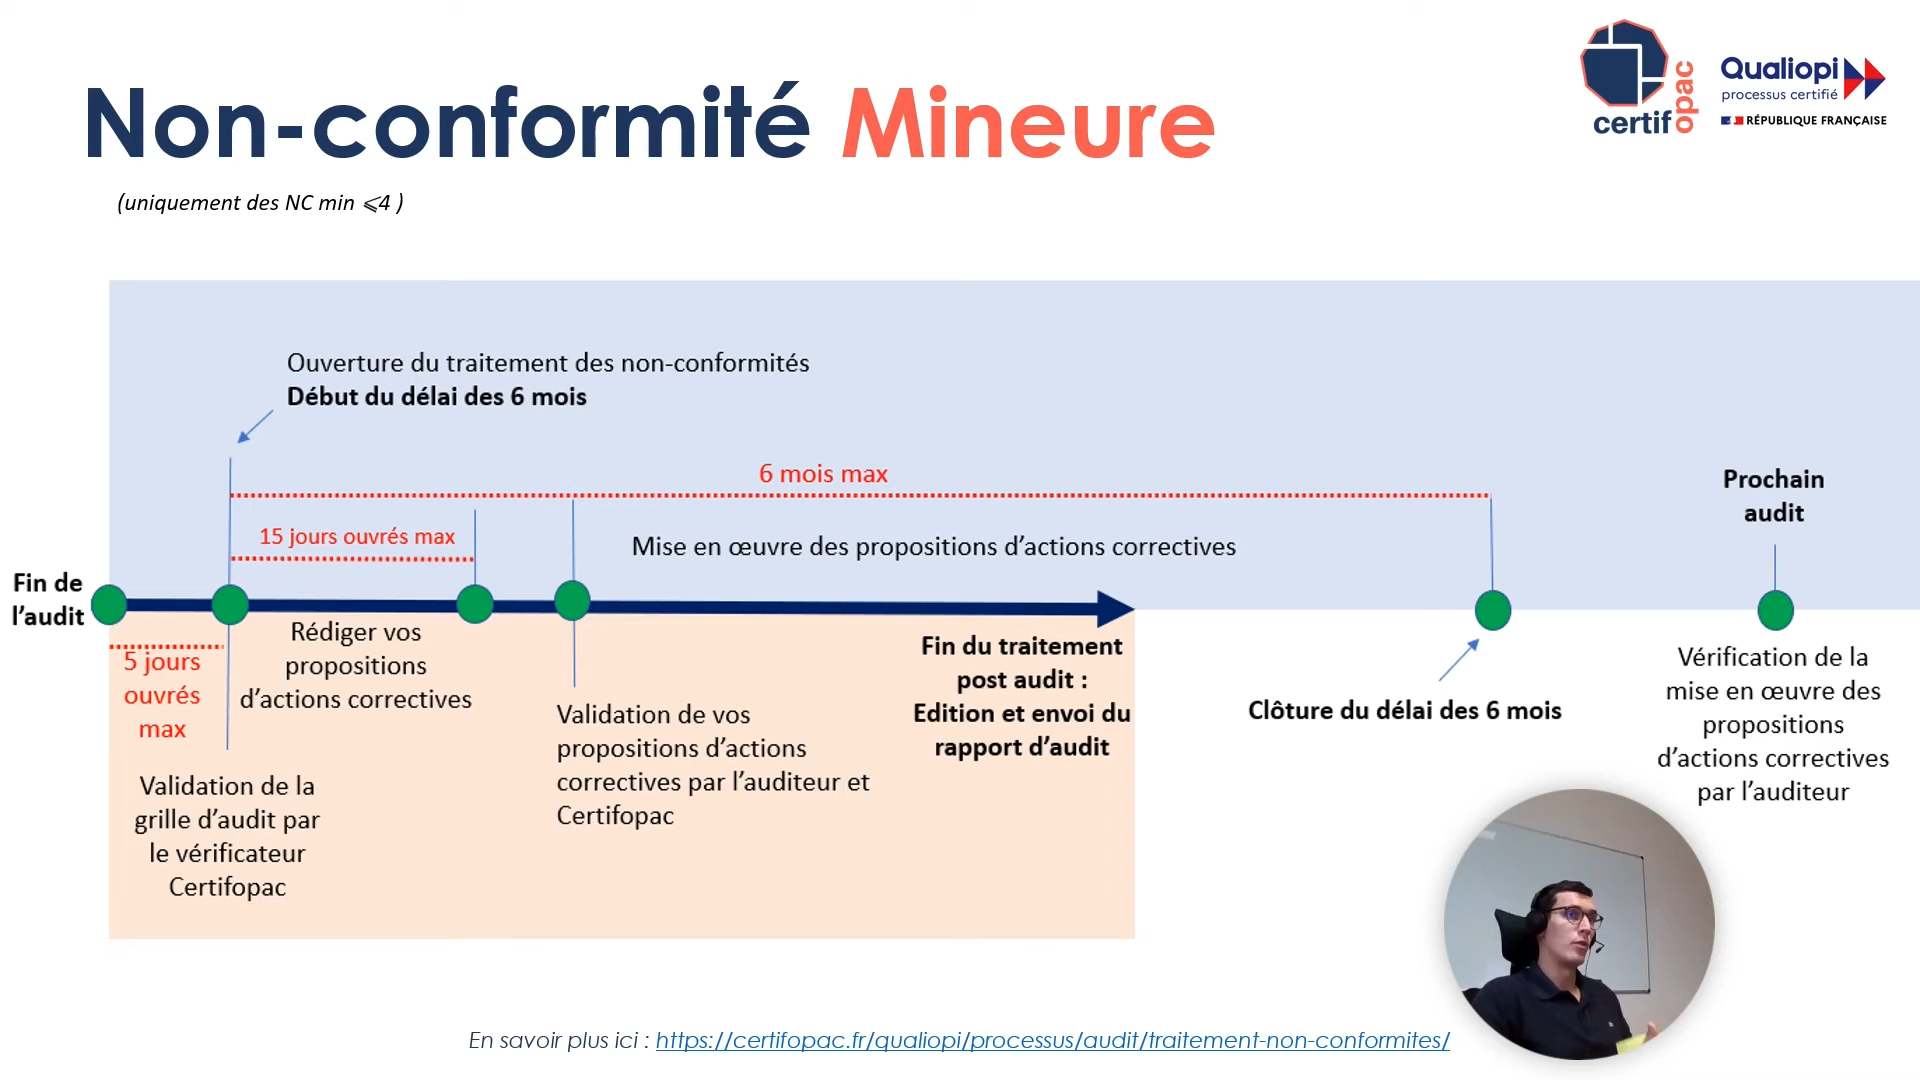 Non-conformité Mineure
(uniquement des NC min ⩽4 )
certif
opac
Qualiopi
processus certifié
RÉPUBLIQUE FRANÇAISE
Ouverture du traitement des non-conformités
Début du délai des 6 mois
6 mois max
Prochain
audit
15 jours ouvrés max
Mise en œuvre des propositions d’actions correctives
Fin de
l’audit
5 jours
ouvrés
max
Rédiger vos
propositions
d’actions correctives
Validation de la
grille d’audit par
le vérificateur
Certifopac
Validation de vos
propositions d’actions
correctives par l’auditeur et
Certifopac
Fin du traitement
post audit :
Edition et envoi du
rapport d’audit
Clôture du délai des 6 mois
Vérification de la
mise en œuvre des
propositions
d’actions correctives
par l’auditeur
En savoir plus ici : https://certifopac.fr/qualiopi/processus/audit/traitement-non-conformites/